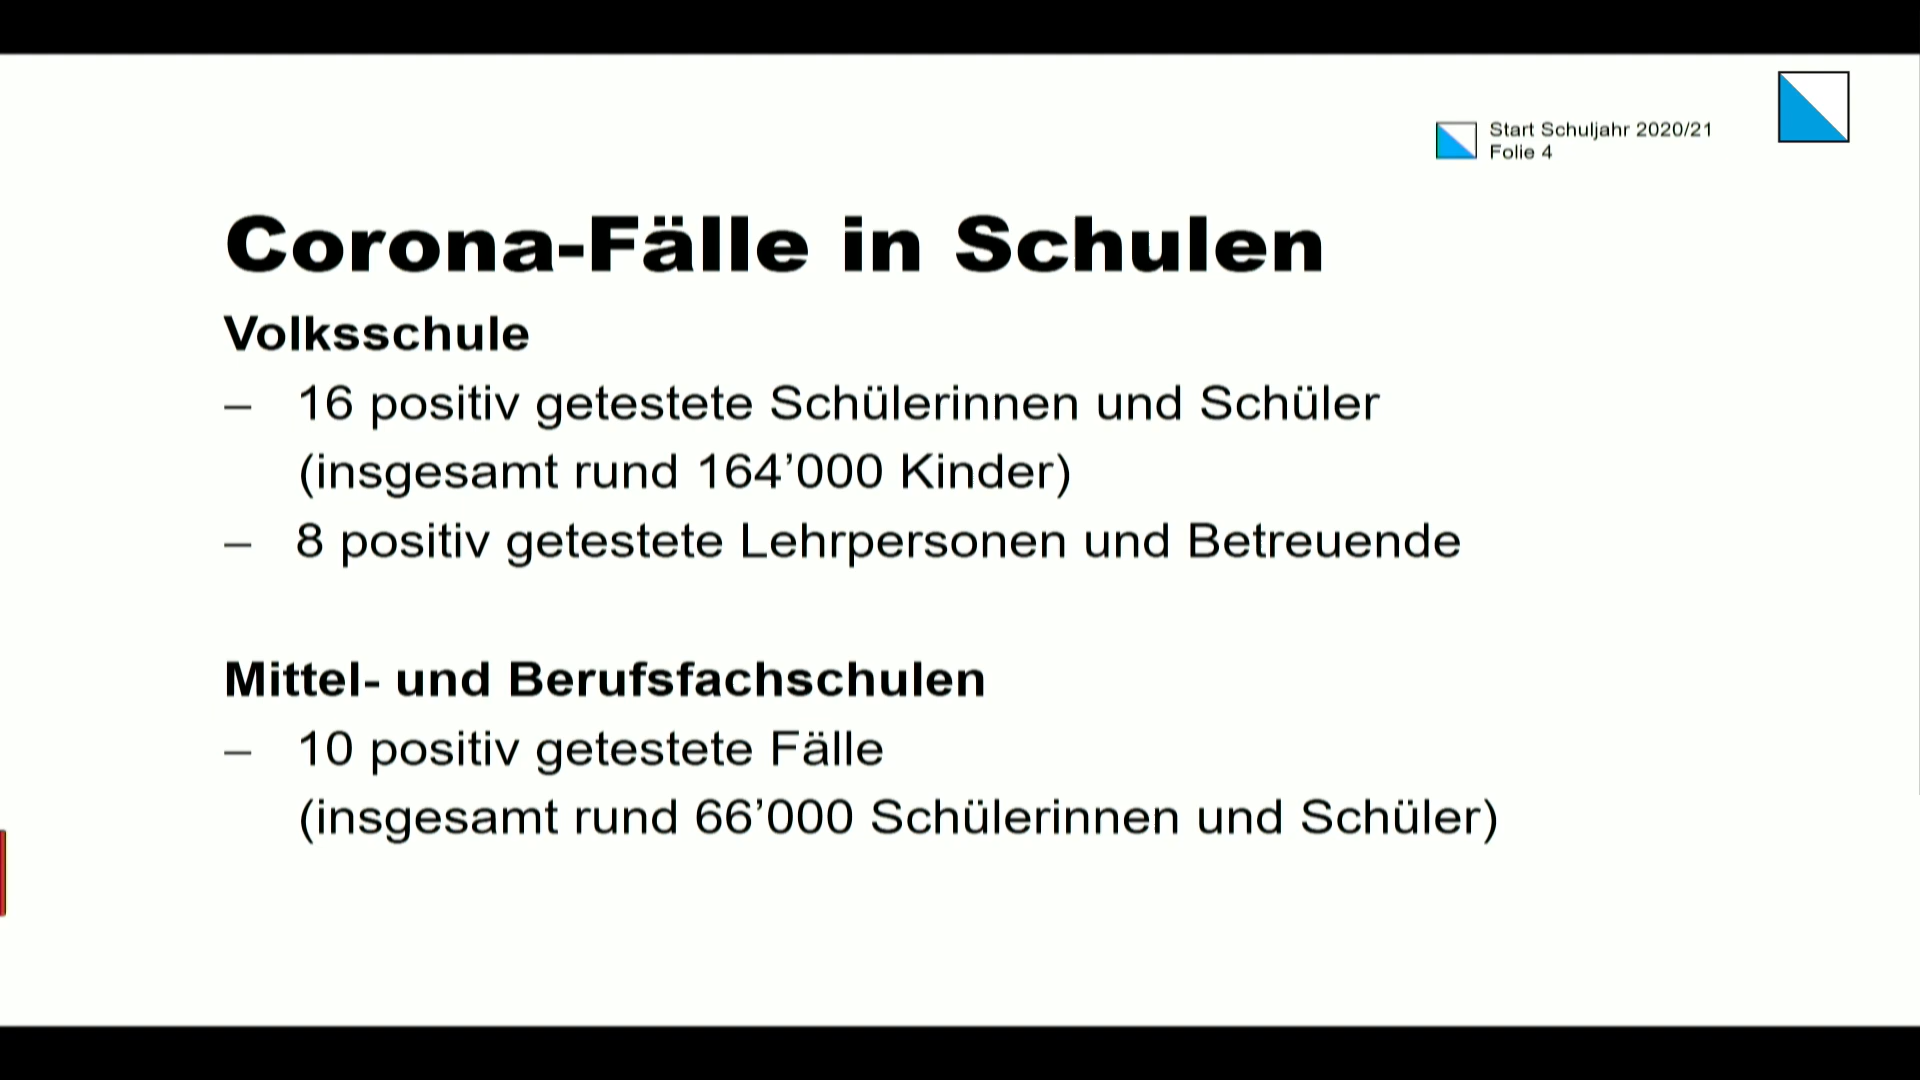 Start Schuljahr 2020/21
Folie 4
Corona-Fälle in Schulen
Volksschule
– 16 positiv getestete Schülerinnen und Schüler
(insgesamt rund 164’000 Kinder)
– 8 positiv getestete Lehrpersonen und Betreuende
Mittel- und Berufsfachschulen
– 10 positiv getestete Fälle
(insgesamt rund 66’000 Schülerinnen und Schüler)